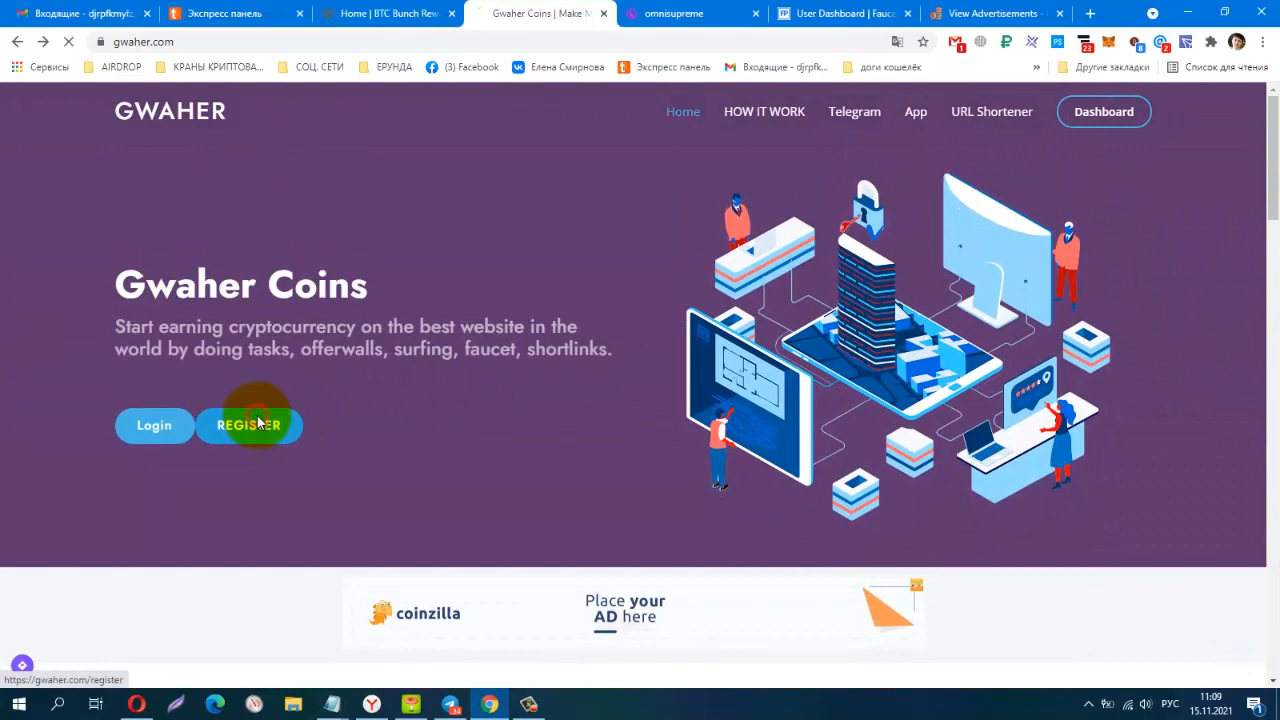 Входящие - djrpfkmyfz
Экспресс панель
Home | BTC Bunch Rew
Gwaher Coins | Make M
omnisupreme
User Dashboard | Fauce
View Advertisements -
gwaher.com
Сервисы
AIRDROP
КРАНЫ КРИПТОВА...
СОЦ. СЕТИ
ЕРУНДА
(3) Facebook
Елена Смирнова
Экспресс панель
Входящие - djrpfk...
доги кошелёк
»
Другие закладки
Список для чтения
GWAHER
Home
HOW IT WORK
Telegram
App
URL Shortener
Dashboard
Gwaher Coins
Start earning cryptocurrency on the best website in the
world by doing tasks, offerwalls, surfing, faucet, shortlinks.
Login
REGISTER
coinzilla
Place your
AD here
https://gwaher.com/register
РУС
11:09
15.11.2021